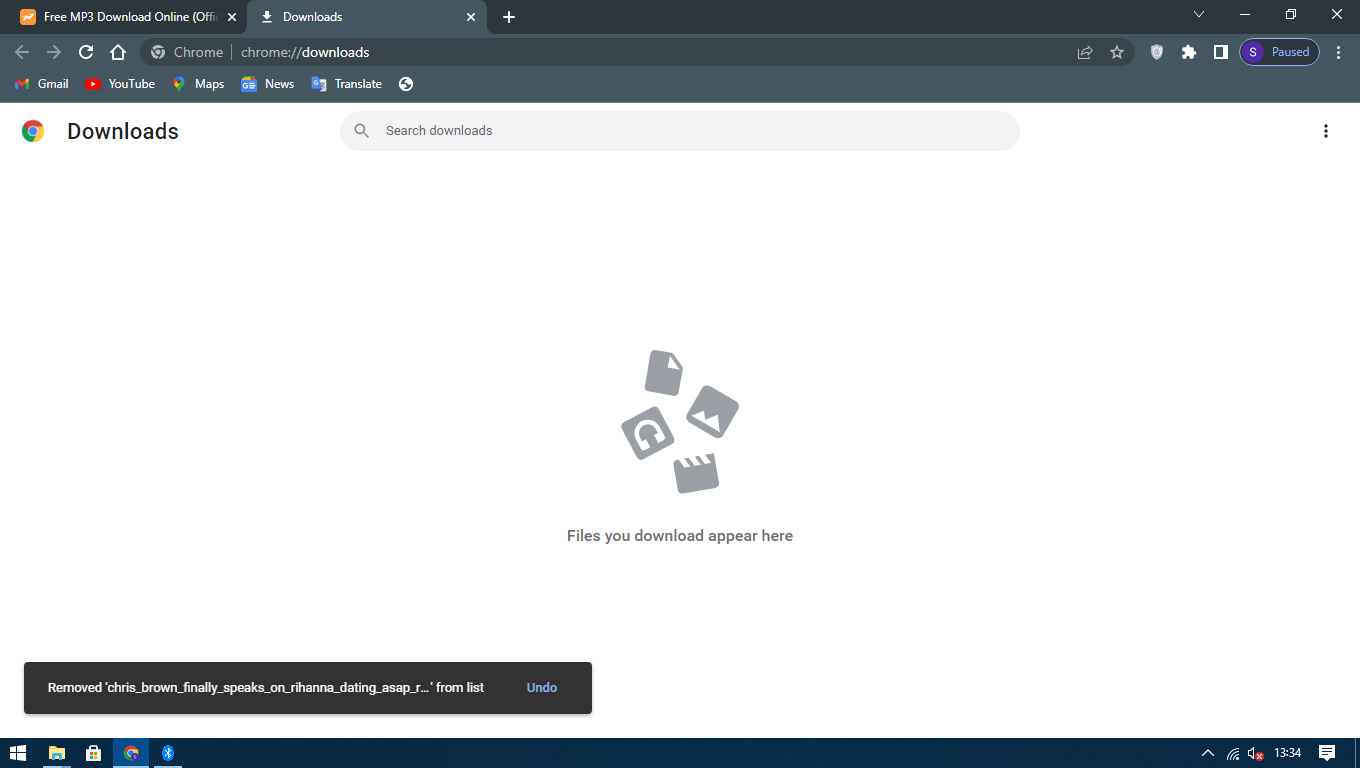 Free MP3 Download Online (Offic
Downloads
Chrome
chrome://downloads
S
Paused
Gmail
YouTube
Maps
News
Translate
Downloads
Search downloads
Files you download appear here
Removed 'chris_brown_finally_speaks_on_rihanna_dating_asap_r...' from list
Undo
13:34